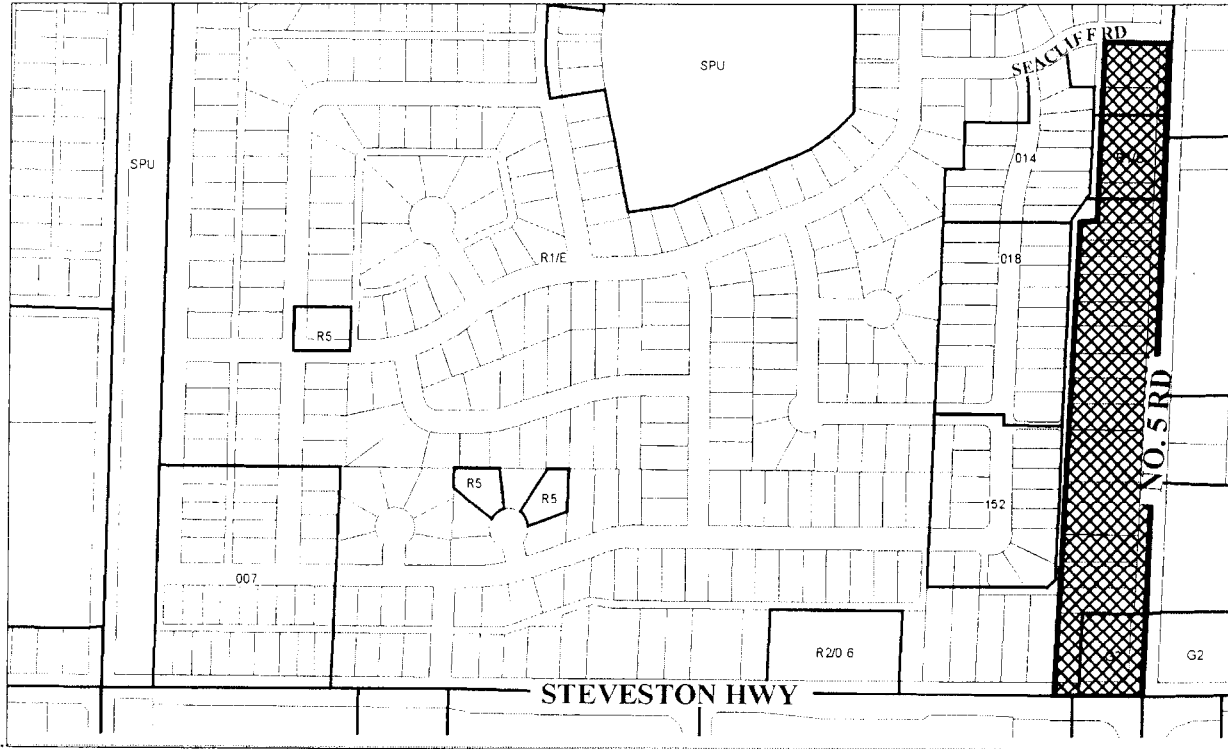 SEACLIFF RD
SPU
SPU
014
R1/E
018
R5
NO. 5 RD
R5
R5
152
007
R2/0 6
G2
STEVESTON HWY